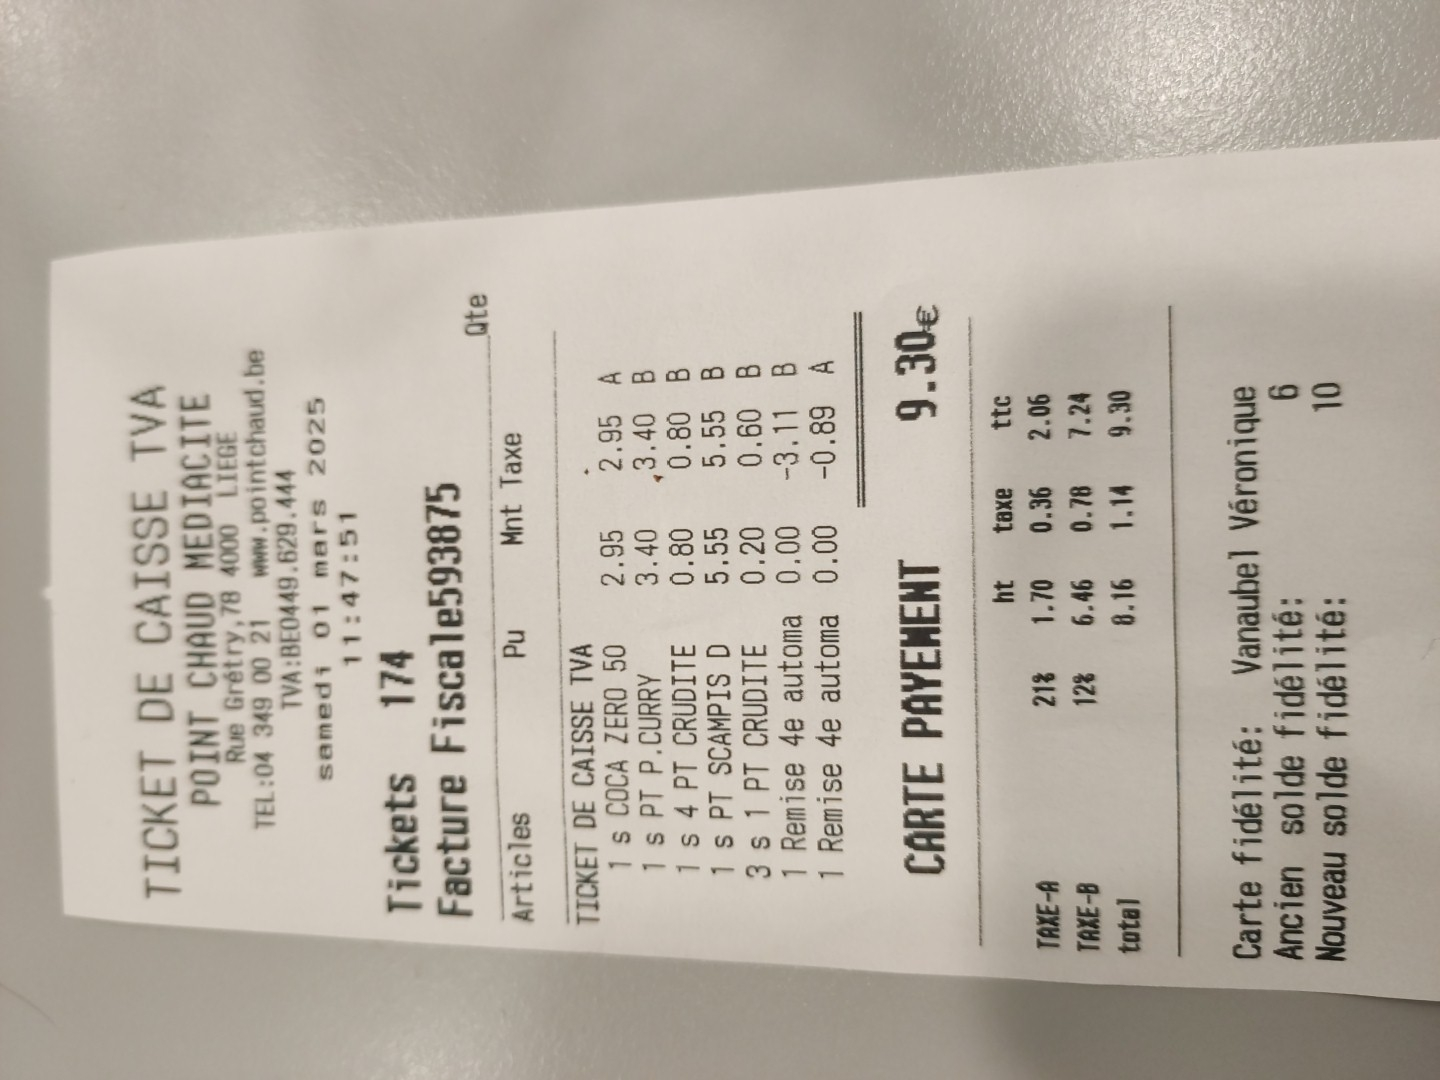 TICKET DE CAISSE TVA
POINT CHAUD MEDIACITE
Rue Grétry,78 4000 LIEGE
TEL:04 349 00 21 www.pointchaud.be
TVA:BE0449.629.444
samedi 01 mars 2025
11:47:51
Tickets 174
Facture Fiscale593875
Qte
Articles Pu Mnt Taxe
TICKET DE CAISSE TVA
1 s COCA ZERO 50 2.95 2.95 A
1 s PT P.CURRY 3.40 3.40 B
1 s 4 PT CRUDITE 0.80 0.80 B
1 s PT SCAMPIS D 5.55 5.55 B
3 s 1 PT CRUDITE 0.20 0.60 B
1 Remise 4e automa 0.00 -3.11 B
1 Remise 4e automa 0.00 -0.89 A
CARTE PAYEMENT 9.30€
ht taxe ttc
TAXE-A 21% 1.70 0.36 2.06
TAXE-B 12% 6.46 0.78 7.24
total 8.16 1.14 9.30
Carte fidélité: Vanaubel Véronique
Ancien solde fidélité: 6
Nouveau solde fidélité: 10